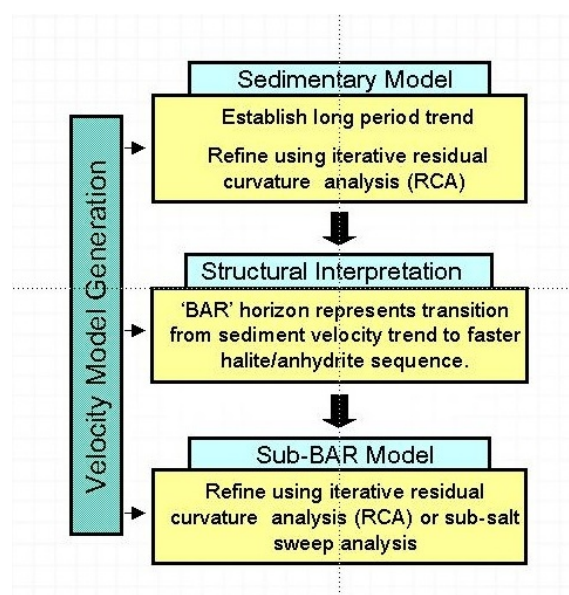 Velocity Model Generation
Sedimentary Model
Establish long period trend
Refine using iterative residual
curvature analysis (RCA)
Structural Interpretation
‘BAR’ horizon represents transition
from sediment velocity trend to faster
halite/anhydrite sequence.
Sub-BAR Model
Refine using iterative residual
curvature analysis (RCA) or sub-salt
sweep analysis